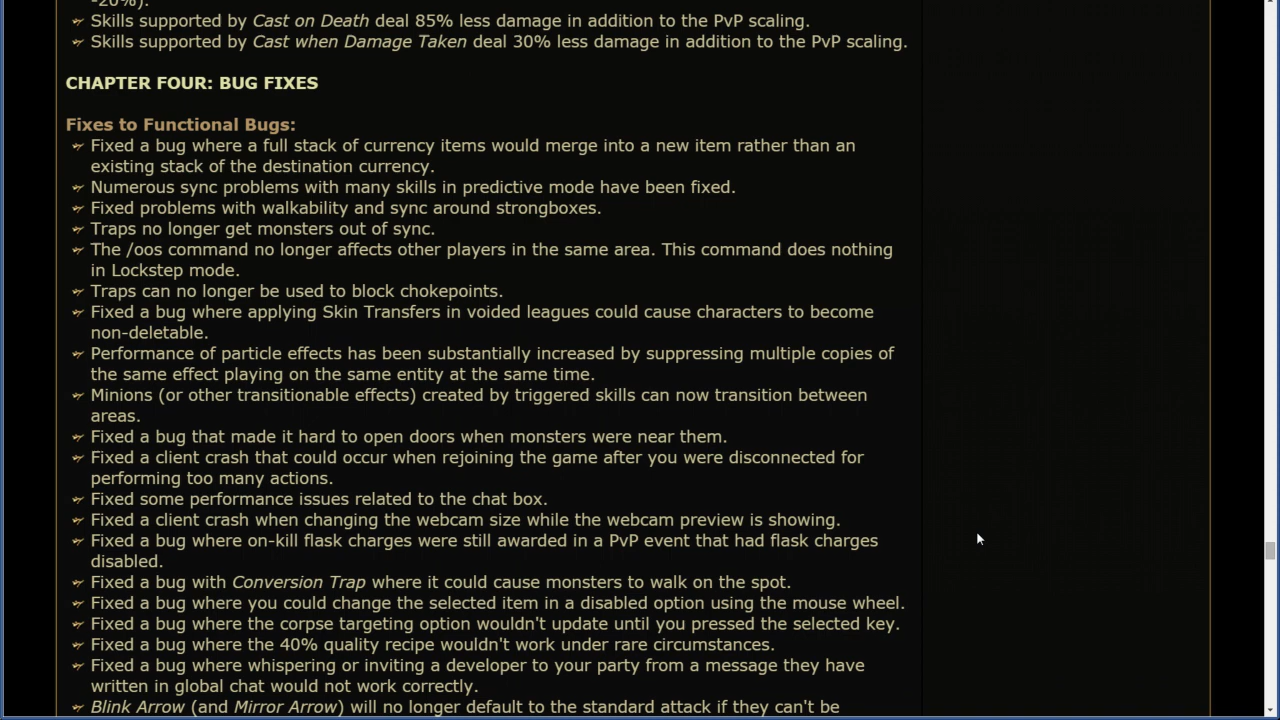 -20%).
Skills supported by Cast on Death deal 85% less damage in addition to the PvP scaling.
Skills supported by Cast when Damage Taken deal 30% less damage in addition to the PvP scaling.
CHAPTER FOUR: BUG FIXES
Fixes to Functional Bugs:
Fixed a bug where a full stack of currency items would merge into a new item rather than an
existing stack of the destination currency.
Numerous sync problems with many skills in predictive mode have been fixed.
Fixed problems with walkability and sync around strongboxes.
Traps no longer get monsters out of sync.
The /oos command no longer affects other players in the same area. This command does nothing
in Lockstep mode.
Traps can no longer be used to block chokepoints.
Fixed a bug where applying Skin Transfers in voided leagues could cause characters to become
non-deletable.
Performance of particle effects has been substantially increased by suppressing multiple copies of
the same effect playing on the same entity at the same time.
Minions (or other transitionable effects) created by triggered skills can now transition between
areas.
Fixed a bug that made it hard to open doors when monsters were near them.
Fixed a client crash that could occur when rejoining the game after you were disconnected for
performing too many actions.
Fixed some performance issues related to the chat box.
Fixed a client crash when changing the webcam size while the webcam preview is showing.
Fixed a bug where on-kill flask charges were still awarded in a PvP event that had flask charges
disabled.
Fixed a bug with Conversion Trap where it could cause monsters to walk on the spot.
Fixed a bug where you could change the selected item in a disabled option using the mouse wheel.
Fixed a bug where the corpse targeting option wouldn't update until you pressed the selected key.
Fixed a bug where the 40% quality recipe wouldn't work under rare circumstances.
Fixed a bug where whispering or inviting a developer to your party from a message they have
written in global chat would not work correctly.
Blink Arrow (and Mirror Arrow) will no longer default to the standard attack if they can't be